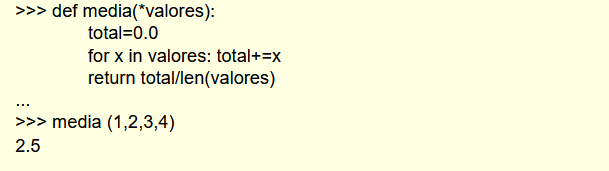 >>> def media(*valores):
total=0.0
for x in valores: total+=x
return total/len(valores)
...
>>> media (1,2,3,4)
2.5